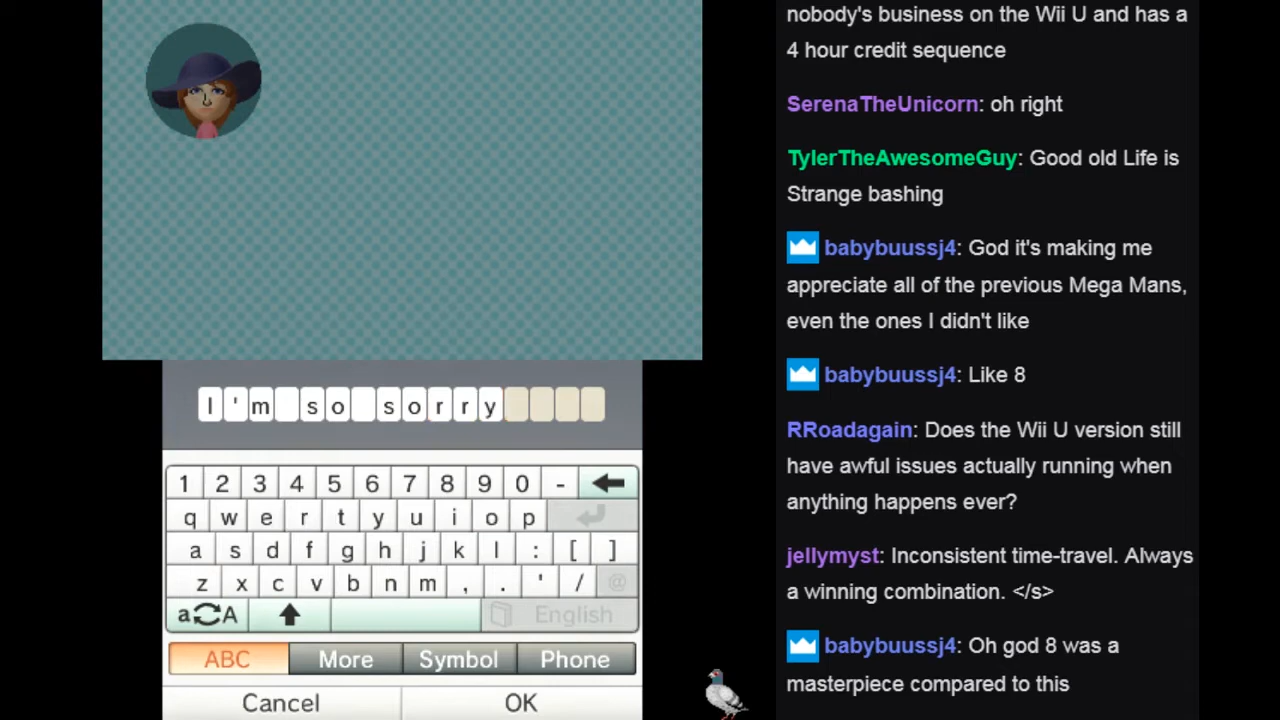 nobody's business on the Wii U and has a
4 hour credit sequence
SerenaTheUnicorn: oh right
TylerTheAwesomeGuy: Good old Life is
Strange bashing
babybuussj4: God it's making me
appreciate all of the previous Mega Mans,
even the ones I didn't like
babybuussj4: Like 8
RRoadagain: Does the Wii U version still
have awful issues actually running when
anything happens ever?
jellymyst: Inconsistent time-travel. Always
a winning combination. </s>
babybuussj4: Oh god 8 was a
masterpiece compared to this
I'm so sorry
1 2 3 4 5 6 7 8 9 0 -
q w e r t y u i o p
a s d f g h j k l : [ ]
z x c v b n m , . ' / @
a A English
ABC More Symbol Phone
Cancel OK